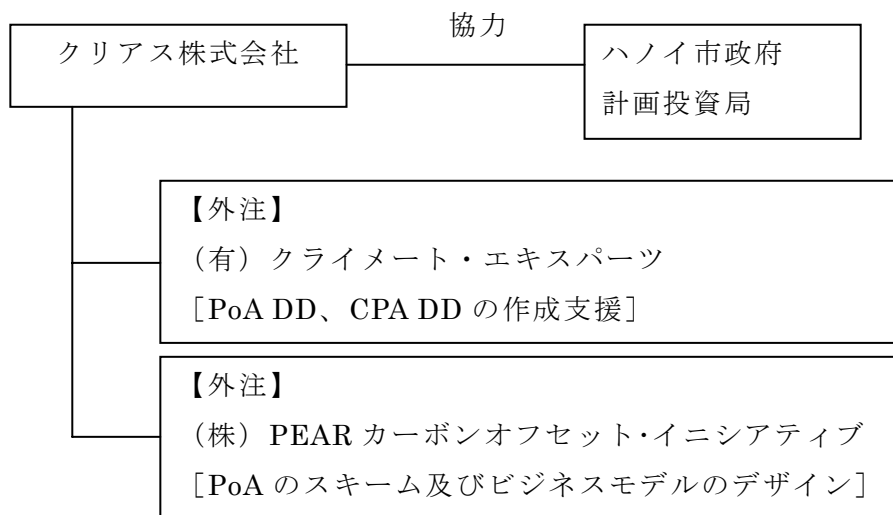 協力
クリアス株式会社
ハノイ市政府
計画投資局
【外注】
（有）クライメート・エキスパーツ
［PoA DD、CPA DD の作成支援］
【外注】
（株）PEAR カーボンオフセット・イニシアティブ
［PoA のスキーム及びビジネスモデルのデザイン］